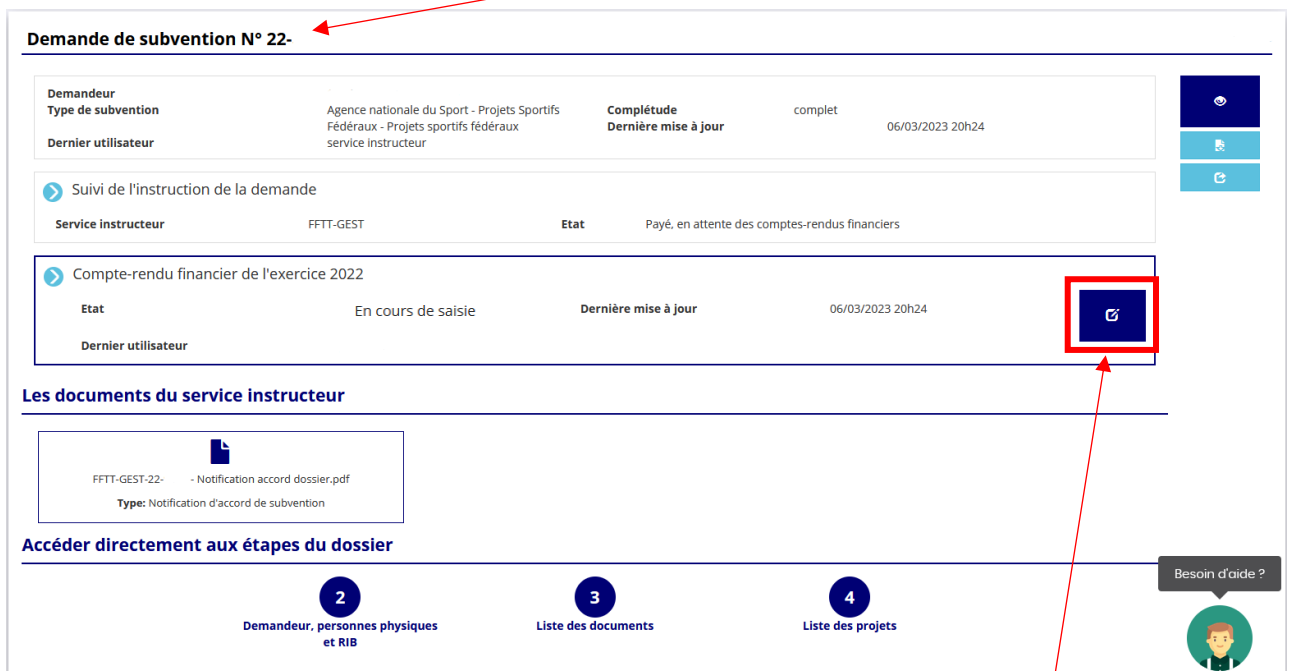 Demande de subvention N° 22-
Demandeur
Type de subvention Agence nationale du Sport - Projets Sportifs Complétude complet
Fédéraux - Projets sportifs fédéraux Dernière mise à jour 06/03/2023 20h24
Dernier utilisateur service instructeur
Suivi de l'instruction de la demande
Service instructeur FFTT-GEST Etat Payé, en attente des comptes-rendus financiers
Compte-rendu financier de l'exercice 2022
Etat En cours de saisie Dernière mise à jour 06/03/2023 20h24
Dernier utilisateur
Les documents du service instructeur
FFTT-GEST-22- - Notification accord dossier.pdf
Type: Notification d'accord de subvention
Accéder directement aux étapes du dossier
Besoin d'aide ?
2 3 4
Demandeur, personnes physiques Liste des documents Liste des projets
et RIB